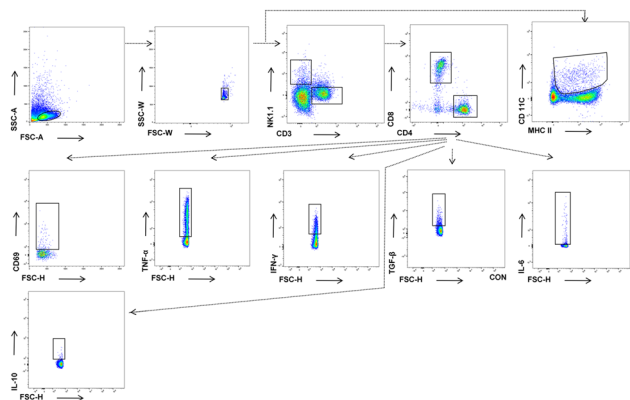 SSC-A
FSC-A
SSC-W
FSC-W
NK1.1
CD3
CD8
CD4
CD 11C
MHC II
CD69
FSC-H
TNF-α
FSC-H
IFN-γ
FSC-H
TGF-β
FSC-H
CON
IL-6
FSC-H
IL-10
FSC-H